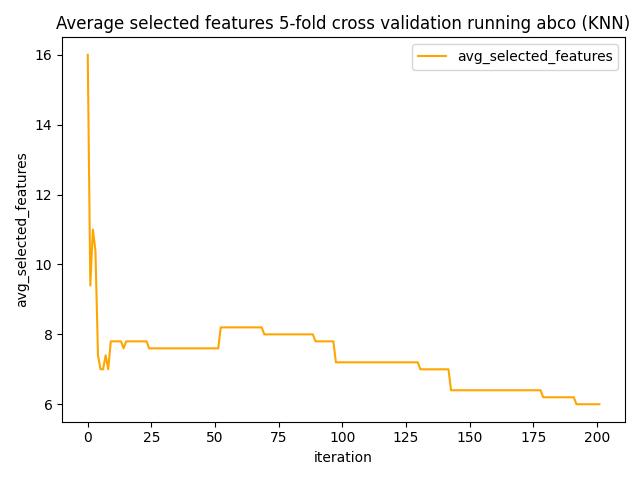 Average selected features 5-fold cross validation running abco (KNN)
avg_selected_features
avg_selected_features
16
14
12
10
8
6
0 25 50 75 100 125 150 175 200
iteration